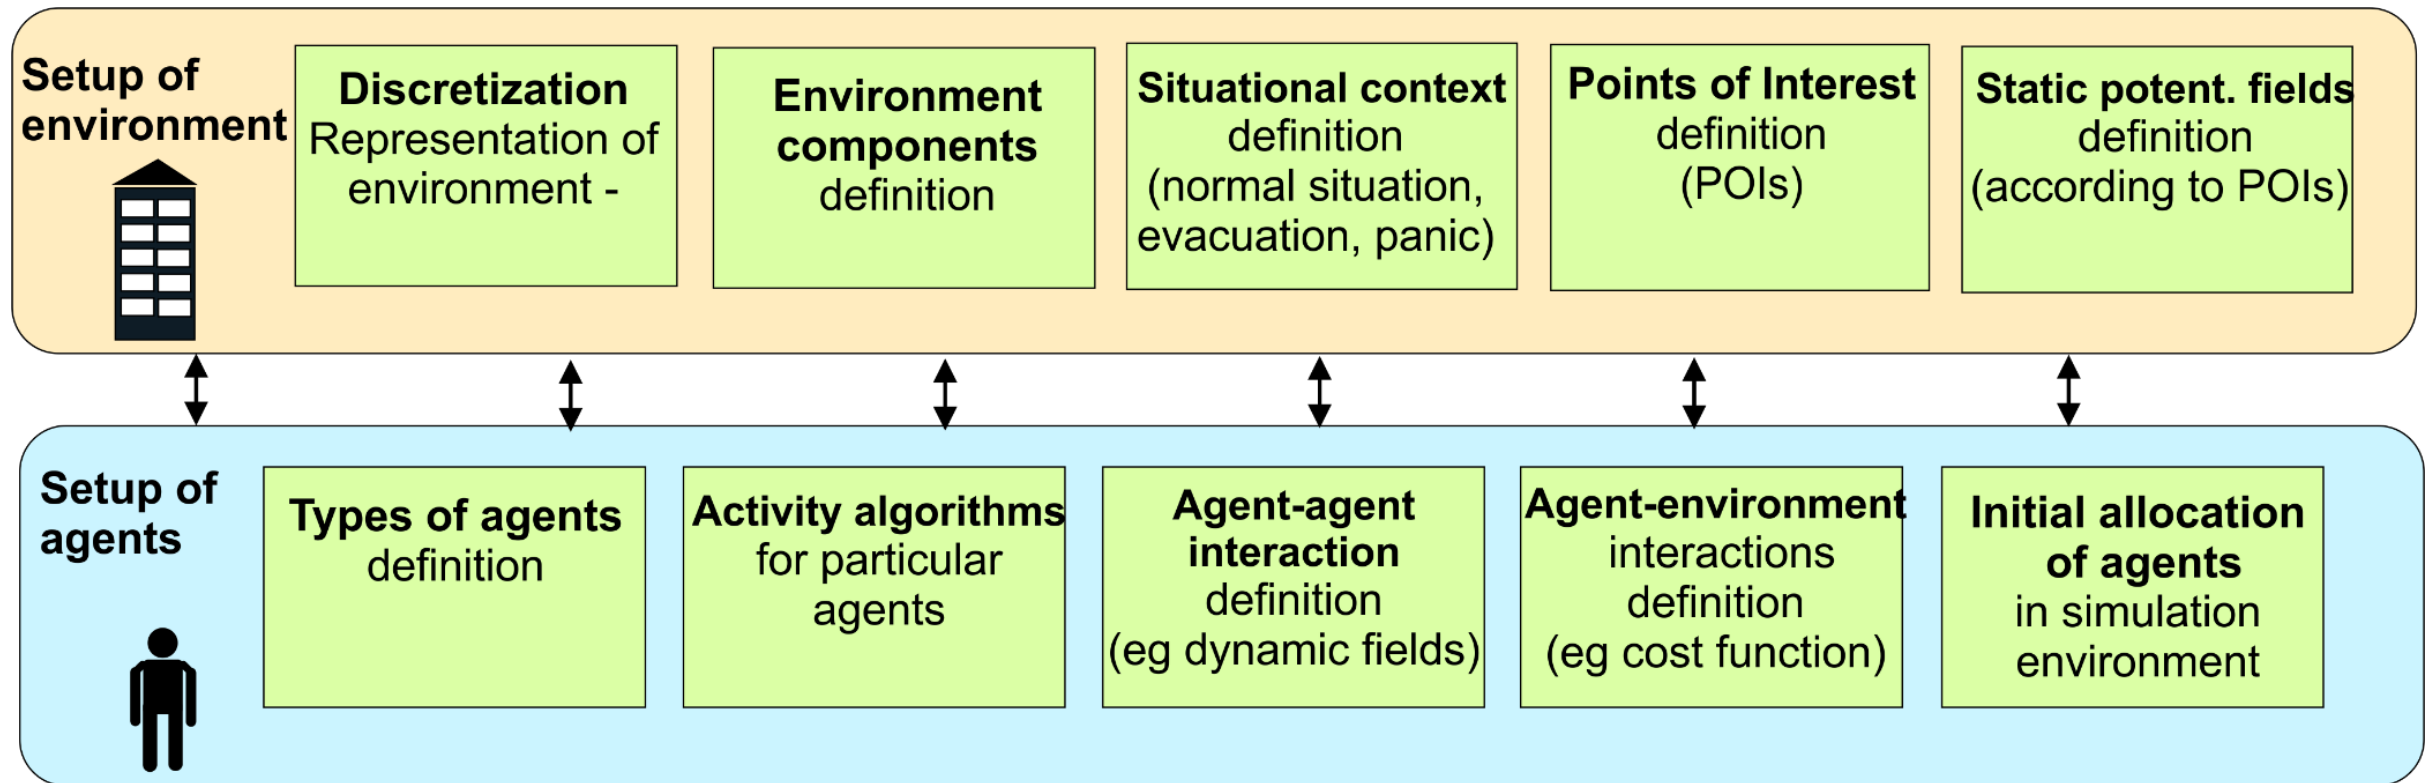 Setup of
environment
Discretization
Representation of
environment -
Environment
components
definition
Situational context
definition
(normal situation,
evacuation, panic)
Points of Interest
definition
(POIs)
Static potent. fields
definition
(according to POIs)
Setup of
agents
Types of agents
definition
Activity algorithms
for particular
agents
Agent-agent
interaction
definition
(eg dynamic fields)
Agent-environment
interactions
definition
(eg cost function)
Initial allocation
of agents
in simulation
environment